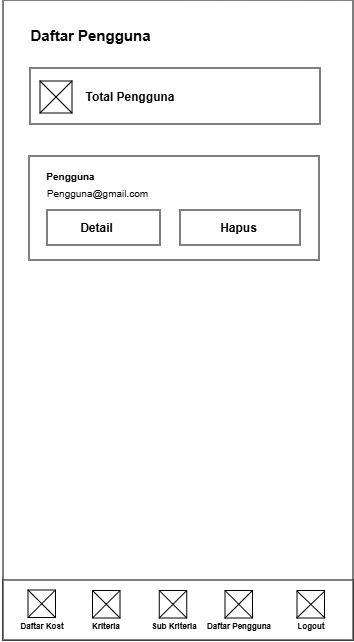 Daftar Pengguna
Total Pengguna
Pengguna
Pengguna@gmail.com
Detail Hapus
Daftar Kost Kriteria Sub Kriteria Daftar Pengguna Logout